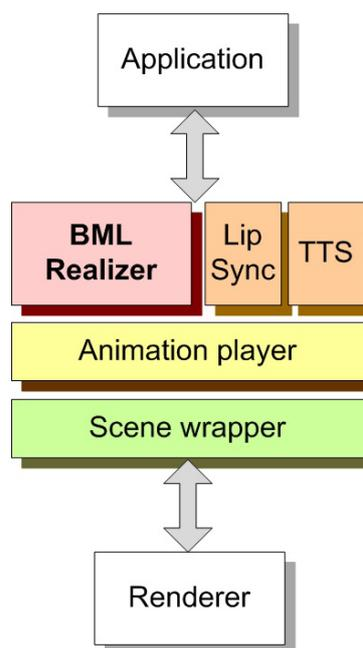 Application
BML
Realizer
Lip
Sync
TTS
Animation player
Scene wrapper
Renderer